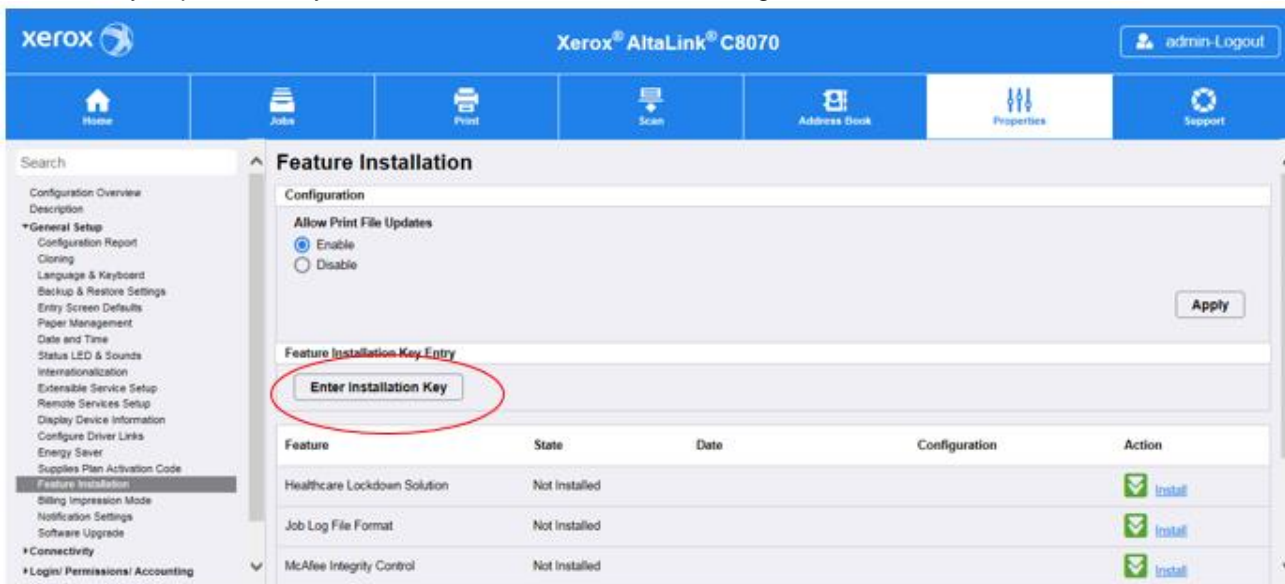 xerox
Xerox® AltaLink® C8070
admin-Logout
Home
Jobs
Print
Scan
Address Book
Properties
Support
Search
Configuration Overview
Description
General Setup
Configuration Report
Cloning
Language & Keyboard
Backup & Restore Settings
Entry Screen Defaults
Paper Management
Date and Time
Status LED & Sounds
Internationalization
Extensible Service Setup
Remote Services Setup
Display Device Information
Configure Driver Links
Energy Saver
Supplies Plan Activation Code
Feature Installation
Billing Impression Mode
Notification Settings
Software Upgrade
Connectivity
Login/ Permissions/ Accounting
Feature Installation
Configuration
Allow Print File Updates
Enable
Disable
Apply
Feature Installation Key Entry
Enter Installation Key
Feature State Date Configuration Action
Healthcare Lockdown Solution Not Installed Install
Job Log File Format Not Installed Install
McAfee Integrity Control Not Installed Install